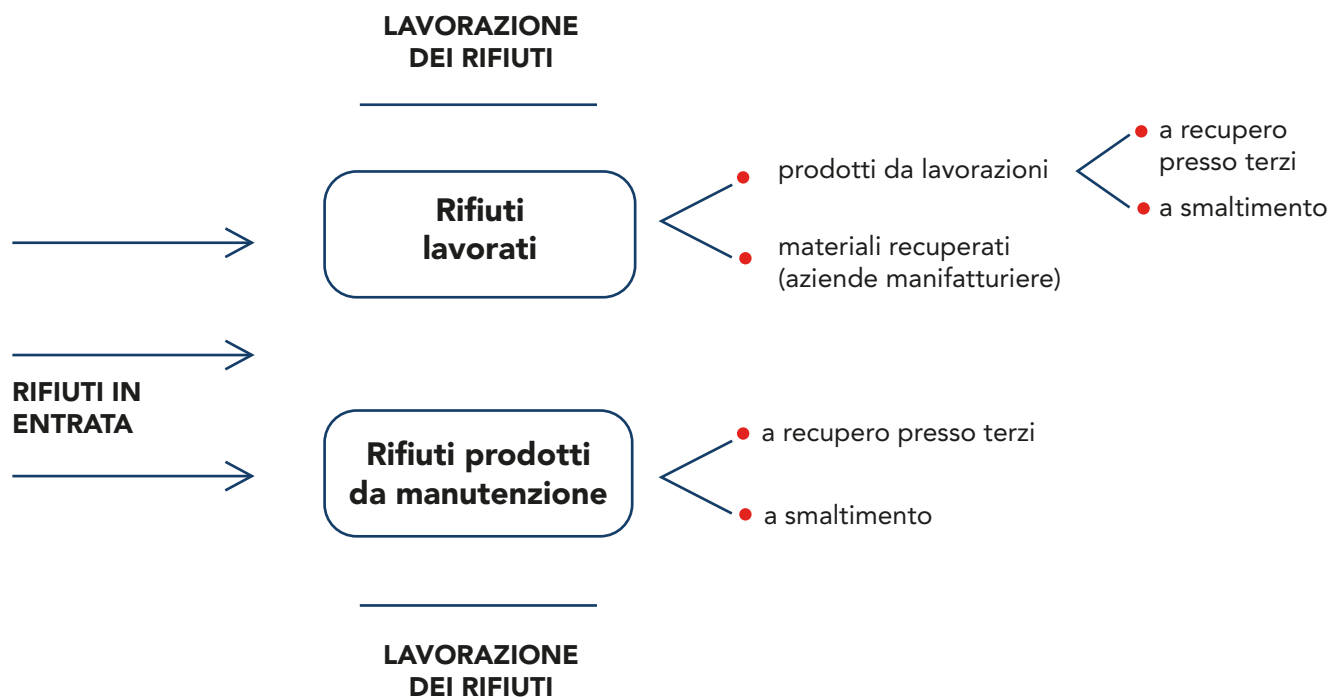 LAVORAZIONE
DEI RIFIUTI
RIFIUTI IN
ENTRATA
Rifiuti
lavorati
prodotti da lavorazioni
a recupero
presso terzi
a smaltimento
materiali recuperati
(aziende manifatturiere)
Rifiuti prodotti
da manutenzione
a recupero presso terzi
a smaltimento
LAVORAZIONE
DEI RIFIUTI